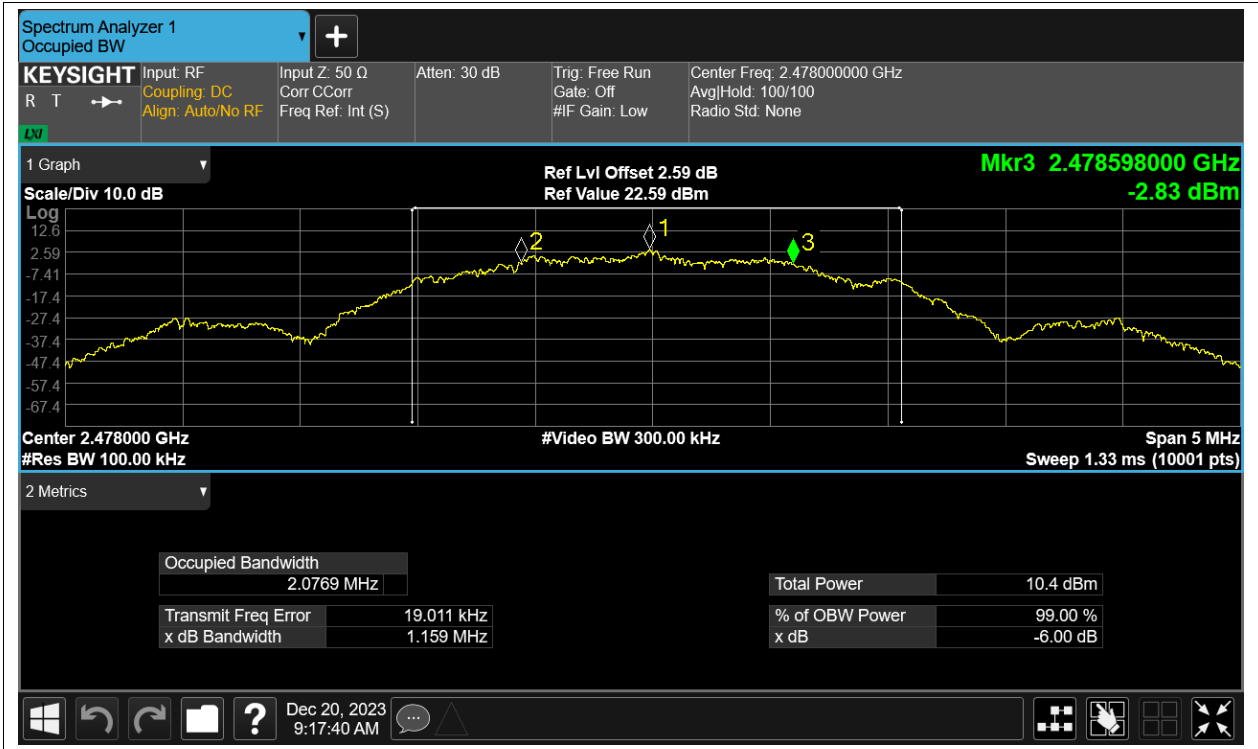 Spectrum Analyzer 1
Occupied BW
KEYSIGHT
R T
LXI
Input: RF
Coupling: DC
Align: Auto/No RF
Input Z: 50 Ω
Corr CCorr
Freq Ref: Int (S)
Atten: 30 dB
Trig: Free Run
Gate: Off
#IF Gain: Low
Center Freq: 2.478000000 GHz
Avg|Hold: 100/100
Radio Std: None
1 Graph
Scale/Div 10.0 dB
Ref Lvl Offset 2.59 dB
Ref Value 22.59 dBm
Mkr3 2.478598000 GHz
-2.83 dBm
Log
12.6
2.59
-7.41
-17.4
-27.4
-37.4
-47.4
-57.4
-67.4
2
1
3
Center 2.478000 GHz
#Res BW 100.00 kHz
#Video BW 300.00 kHz
Span 5 MHz
Sweep 1.33 ms (10001 pts)
2 Metrics
Occupied Bandwidth
2.0769 MHz
Transmit Freq Error 19.011 kHz
x dB Bandwidth 1.159 MHz
Total Power 10.4 dBm
% of OBW Power 99.00 %
x dB -6.00 dB
?
Dec 20, 2023
9:17:40 AM